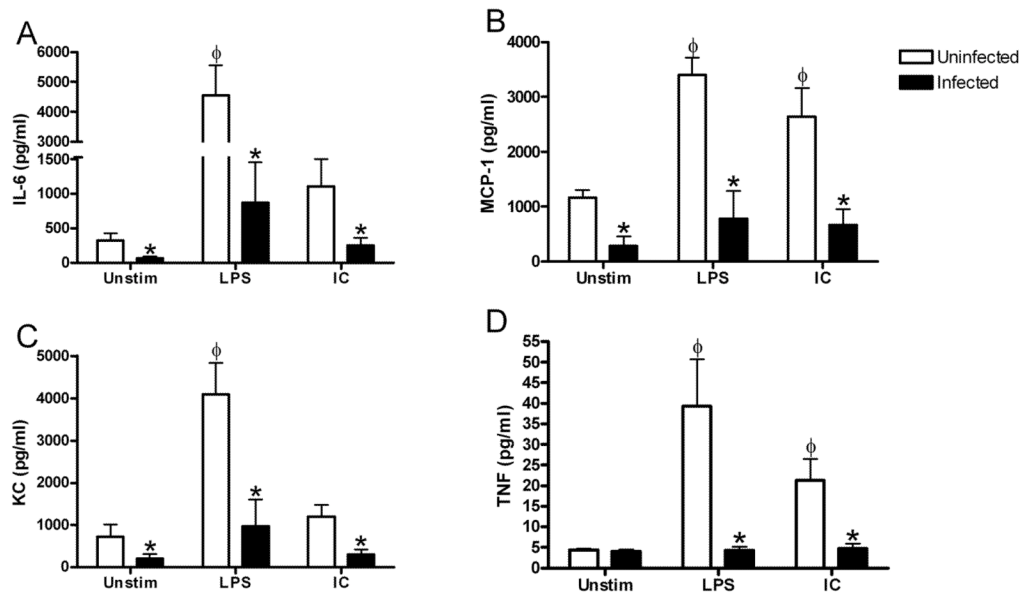 A
IL-6 (pg/ml)
6000
5000
4000
3000
1500
1000
500
0
ϕ
*
*
*
Unstim LPS IC
B
MCP-1 (pg/ml)
4000
3000
2000
1000
0
ϕ
ϕ
*
*
*
Unstim LPS IC
Uninfected
Infected
C
KC (pg/ml)
5000
4000
3000
2000
1000
0
ϕ
*
*
*
Unstim LPS IC
D
TNF (pg/ml)
55
50
45
40
35
30
25
20
15
10
5
0
ϕ
ϕ
*
*
Unstim LPS IC